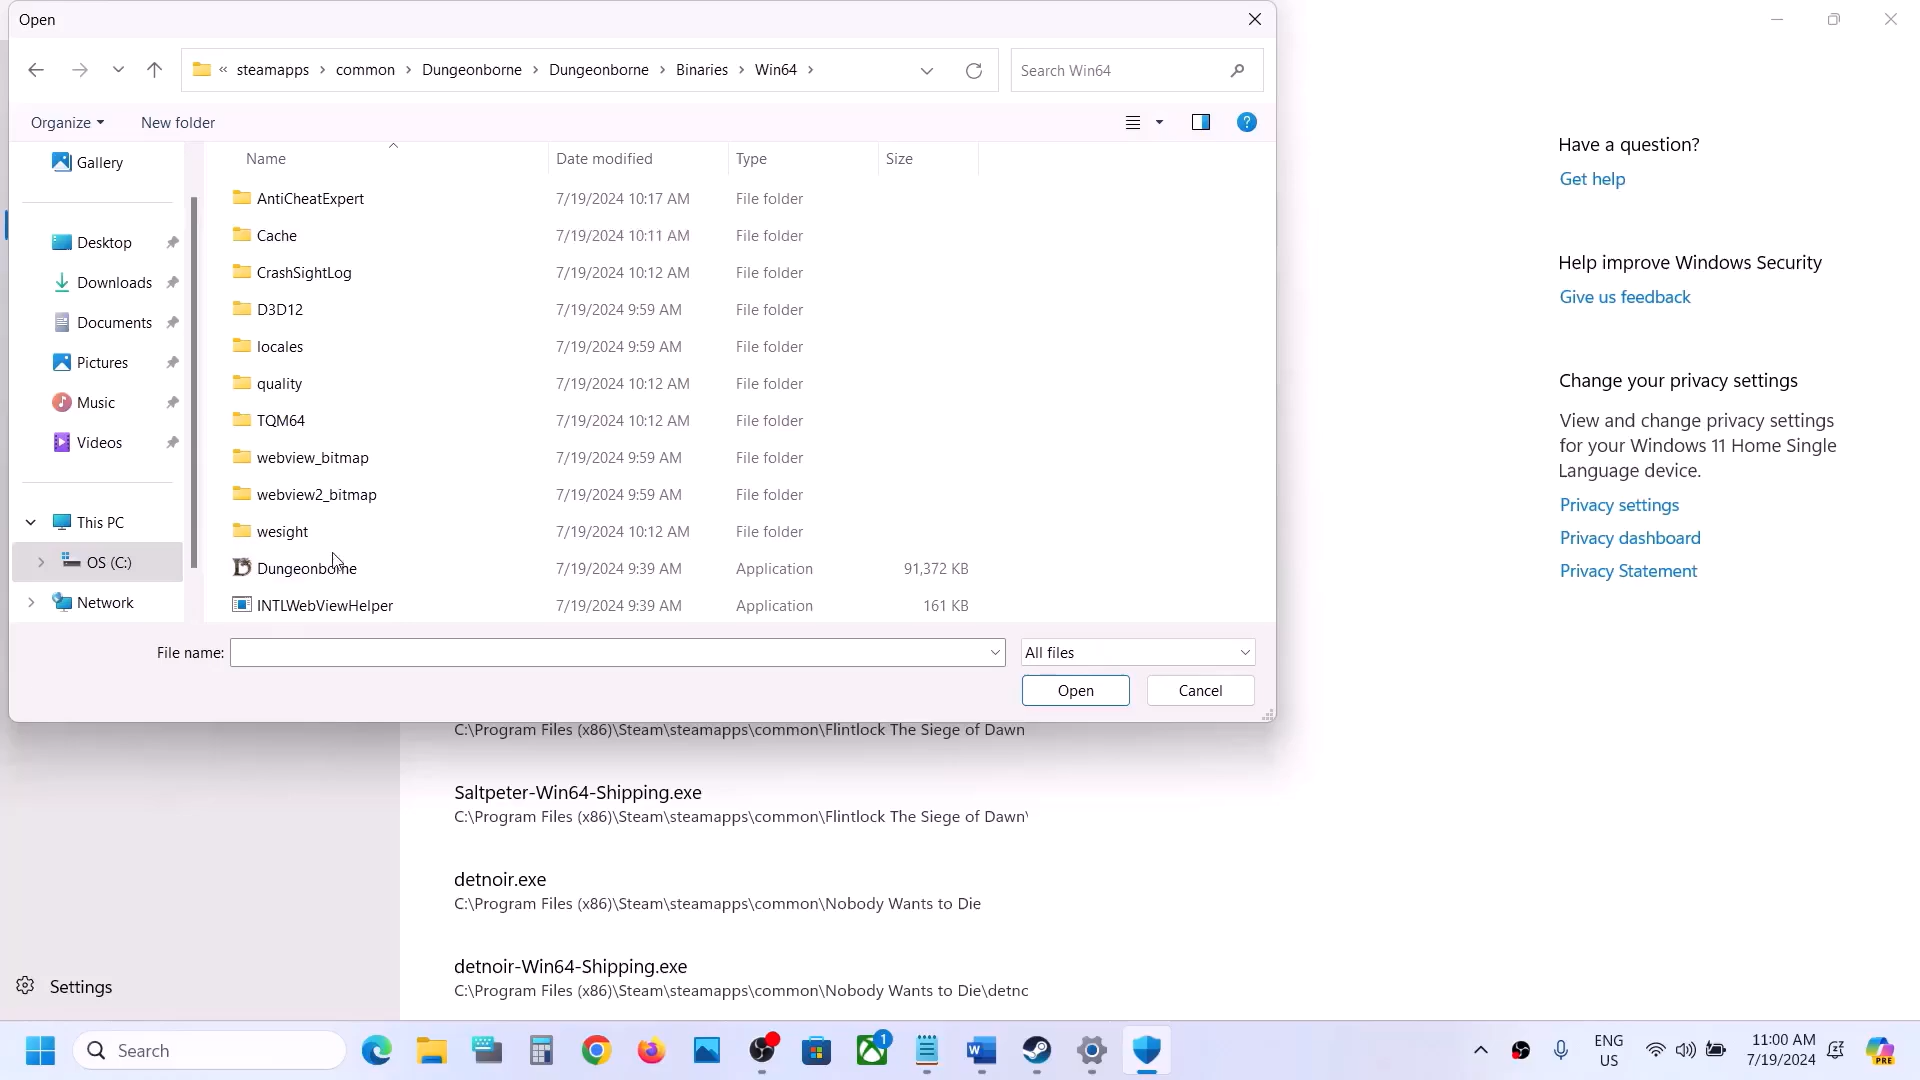 Open
« steamapps › common › Dungeonborne › Dungeonborne › Binaries › Win64 ›
Search Win64
Organize
New folder
Name
Date modified
Type
Size
Gallery
Desktop
Downloads
Documents
Pictures
Music
Videos
This PC
OS (C:)
Network
AntiCheatExpert 7/19/2024 10:17 AM File folder
Cache 7/19/2024 10:11 AM File folder
CrashSightLog 7/19/2024 10:12 AM File folder
D3D12 7/19/2024 9:59 AM File folder
locales 7/19/2024 9:59 AM File folder
quality 7/19/2024 10:12 AM File folder
TQM64 7/19/2024 10:12 AM File folder
webview_bitmap 7/19/2024 9:59 AM File folder
webview2_bitmap 7/19/2024 9:59 AM File folder
wesight 7/19/2024 10:12 AM File folder
Dungeonborne 7/19/2024 9:39 AM Application 91,372 KB
INTLWebViewHelper 7/19/2024 9:39 AM Application 161 KB
File name:
All files
Open
Cancel
Have a question?
Get help
Help improve Windows Security
Give us feedback
Change your privacy settings
View and change privacy settings
for your Windows 11 Home Single
Language device.
Privacy settings
Privacy dashboard
Privacy Statement
C:\Program Files (x86)\Steam\steamapps\common\Flintlock The Siege of Dawn
Saltpeter-Win64-Shipping.exe
C:\Program Files (x86)\Steam\steamapps\common\Flintlock The Siege of Dawn\
detnoir.exe
C:\Program Files (x86)\Steam\steamapps\common\Nobody Wants to Die
detnoir-Win64-Shipping.exe
C:\Program Files (x86)\Steam\steamapps\common\Nobody Wants to Die\detnc
Settings
Search
1
ENG
US
11:00 AM
7/19/2024
PRE